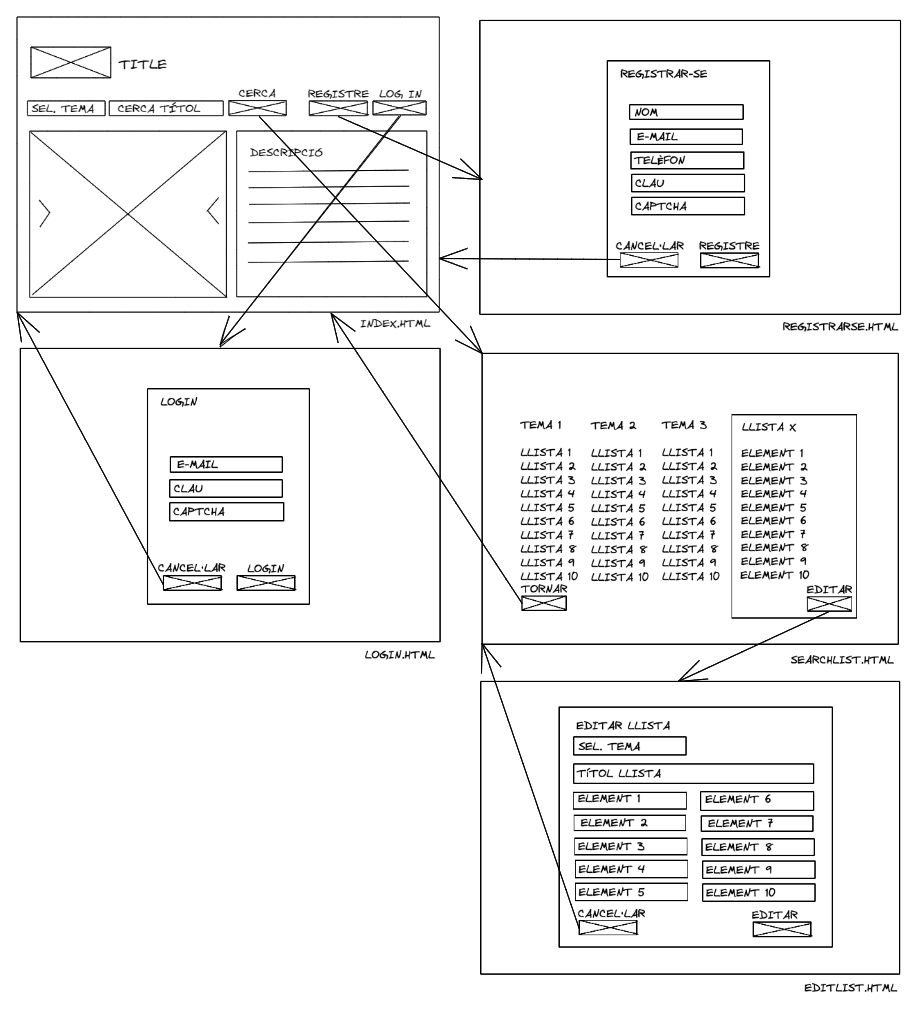 TITLE
CERCA REGISTRE LOG IN
SEL. TEMA CERCA TÍTOL
DESCRIPCIÓ
INDEX.HTML
REGISTRAR-SE
NOM
E-MAIL
TELÈFON
CLAU
CAPTCHA
CANCEL·LAR REGISTRE
REGISTRARSE.HTML
LOGIN
E-MAIL
CLAU
CAPTCHA
CANCEL·LAR LOGIN
LOGIN.HTML
TEMA 1 TEMA 2 TEMA 3 LLISTA X
LLISTA 1 LLISTA 1 LLISTA 1 ELEMENT 1
LLISTA 2 LLISTA 2 LLISTA 2 ELEMENT 2
LLISTA 3 LLISTA 3 LLISTA 3 ELEMENT 3
LLISTA 4 LLISTA 4 LLISTA 4 ELEMENT 4
LLISTA 5 LLISTA 5 LLISTA 5 ELEMENT 5
LLISTA 6 LLISTA 6 LLISTA 6 ELEMENT 6
LLISTA 7 LLISTA 7 LLISTA 7 ELEMENT 7
LLISTA 8 LLISTA 8 LLISTA 8 ELEMENT 8
LLISTA 9 LLISTA 9 LLISTA 9 ELEMENT 9
LLISTA 10 LLISTA 10 LLISTA 10 ELEMENT 10
TORNAR EDITAR
SEARCHLIST.HTML
EDITAR LLISTA
SEL. TEMA
TÍTOL LLISTA
ELEMENT 1 ELEMENT 6
ELEMENT 2 ELEMENT 7
ELEMENT 3 ELEMENT 8
ELEMENT 4 ELEMENT 9
ELEMENT 5 ELEMENT 10
CANCEL·LAR EDITAR
EDITLIST.HTML